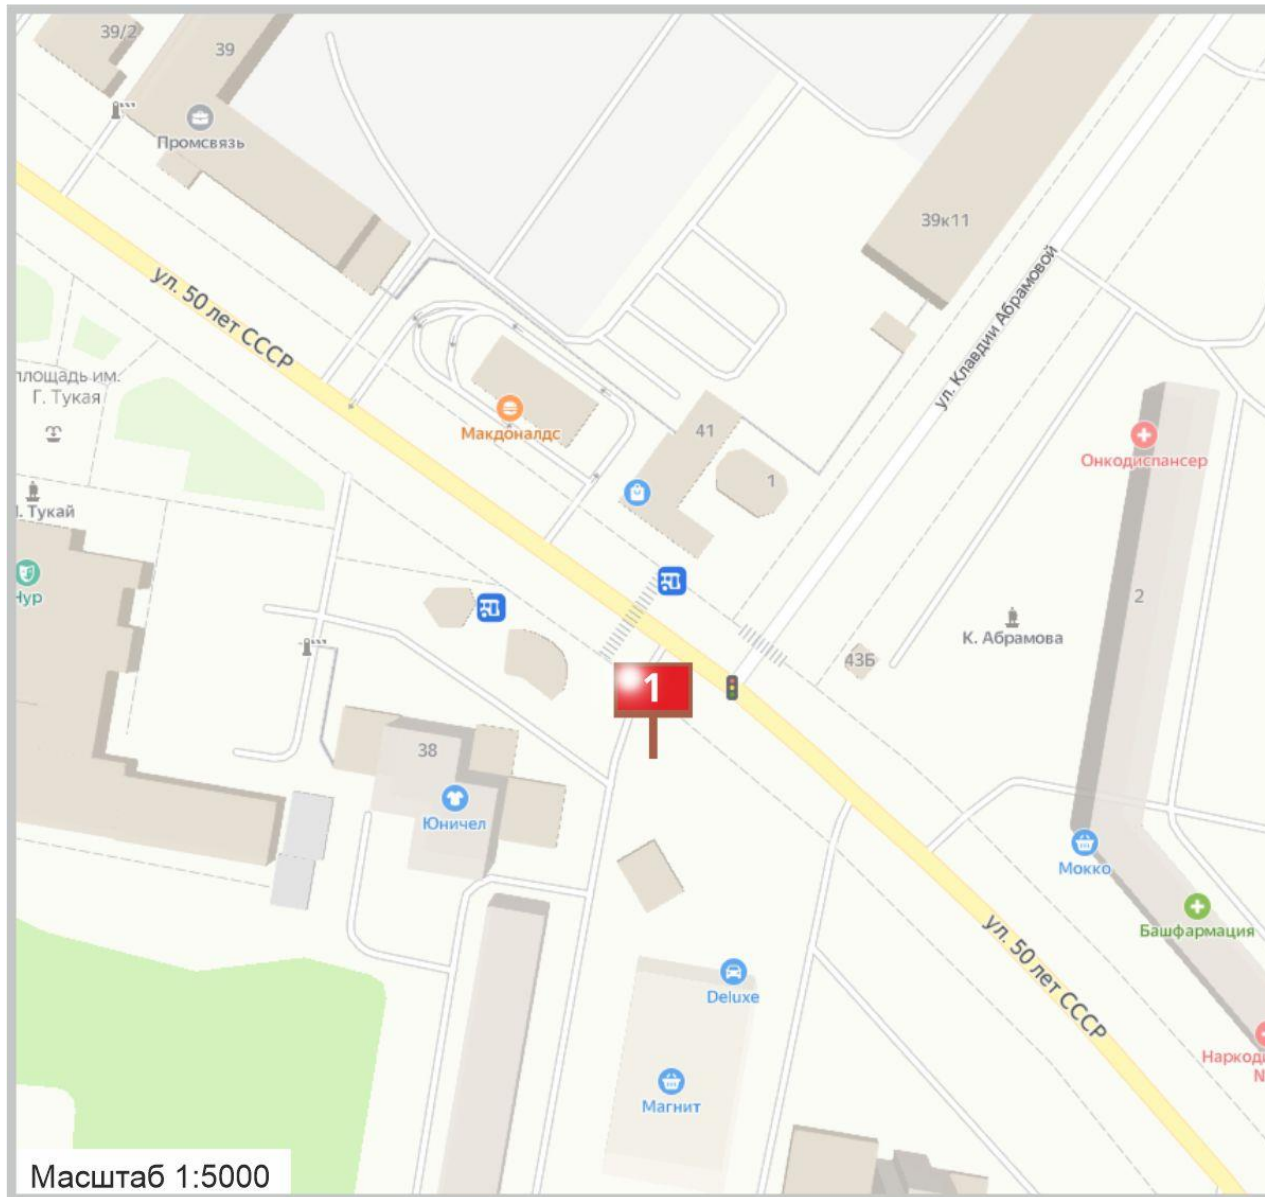 39/2
39
Промсвязь
39к11
ул. 50 лет СССР
ул. Клавдии Абрамовой
площадь им.
Г. Тукая
Макдоналдс
41
1
Онкодиспансер
Тукай
Нур
2
К. Абрамова
43Б
1
38
Юничел
Мокко
Башфармация
ул. 50 лет СССР
Deluxe
Магнит
Масштаб 1:5000